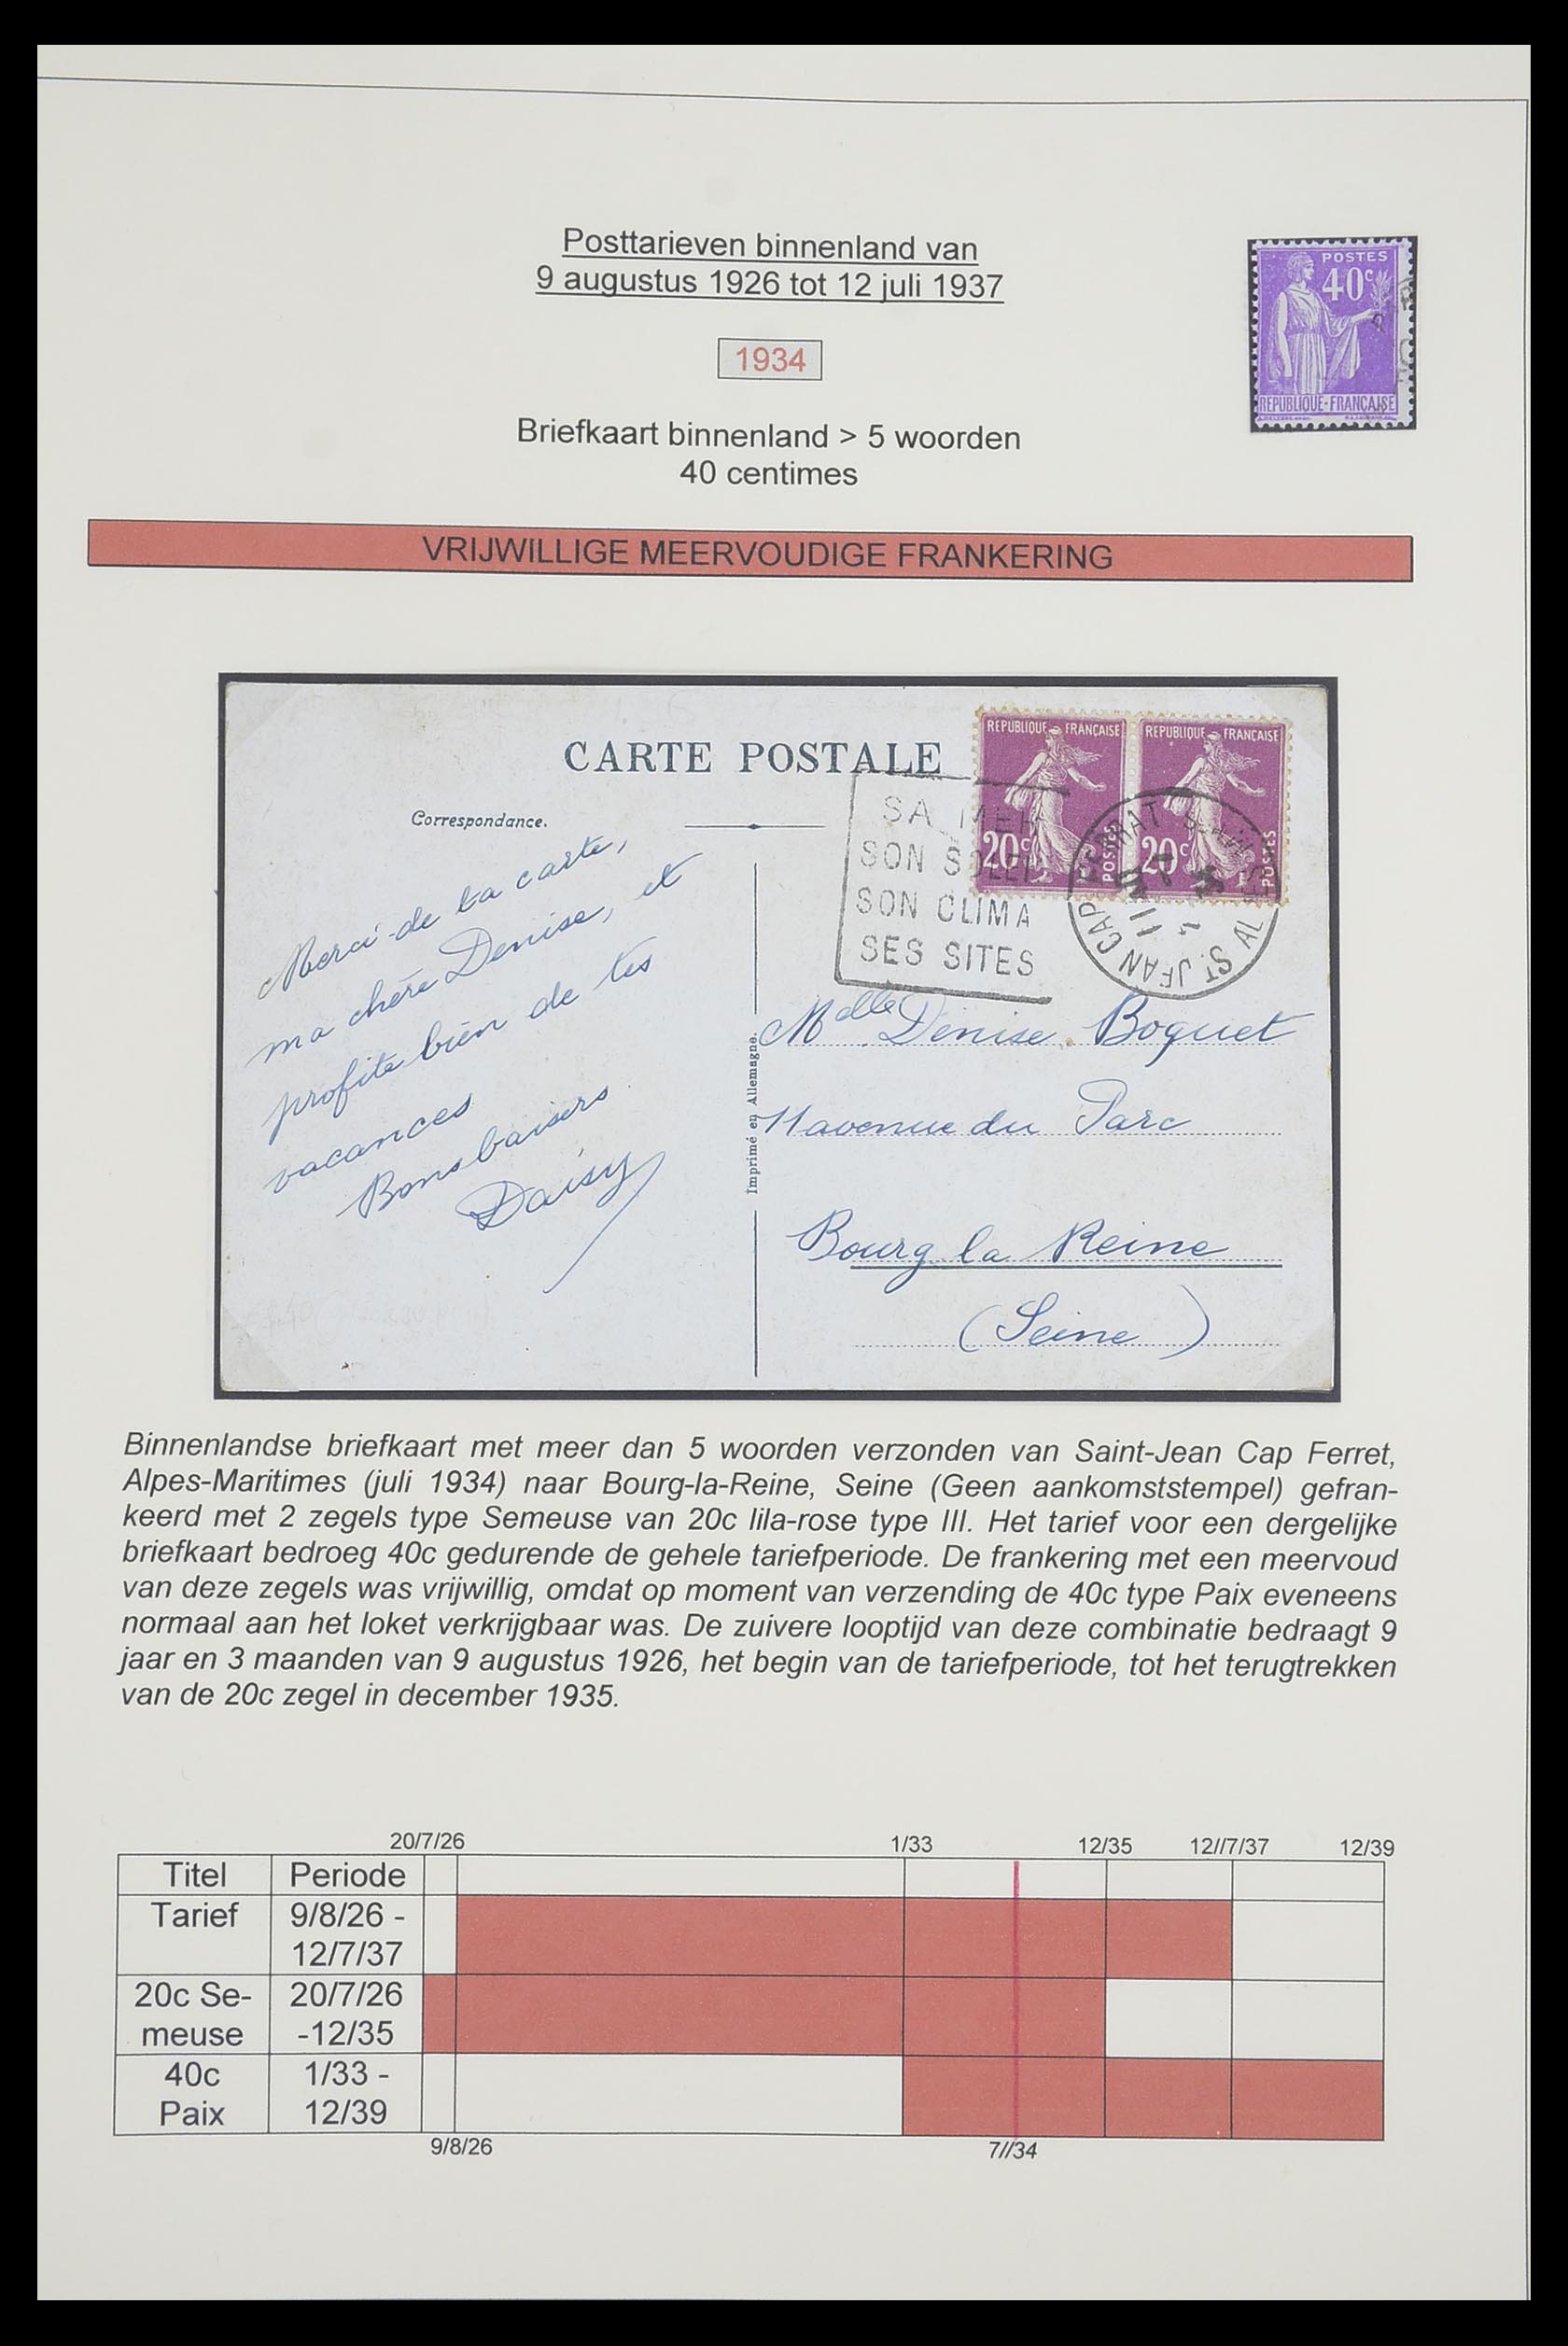 Posttarieven binnenland van
9 augustus 1926 tot 12 juli 1937
POSTES
40c
REPUBLIQUE-FRANÇAISE
1934
Briefkaart binnenland > 5 woorden
40 centimes
VRIJWILLIGE MEERVOUDIGE FRANKERING
CARTE POSTALE
REPUBLIQUE FRANÇAISE
20c
POSTES
REPUBLIQUE FRANÇAISE
20c
POSTES
SA MER
SON SOLEIL
SON CLIMA
SES SITES
ST. JEAN CAP FERRAT
Correspondance.
Merci de ta carte,
ma chère Denise, et
profite bien de tes
vacances
Bons baisers
Daisy
Imprimé en Allemagne.
Melle Denise Boquet
11 avenue du Parc
Bourg la Reine
(Seine)
Binnenlandse briefkaart met meer dan 5 woorden verzonden van Saint-Jean Cap Ferret,
Alpes-Maritimes (juli 1934) naar Bourg-la-Reine, Seine (Geen aankomststempel) gefran-
keerd met 2 zegels type Semeuse van 20c lila-rose type III. Het tarief voor een dergelijke
briefkaart bedroeg 40c gedurende de gehele tariefperiode. De frankering met een meervoud
van deze zegels was vrijwillig, omdat op moment van verzending de 40c type Paix eveneens
normaal aan het loket verkrijgbaar was. De zuivere looptijd van deze combinatie bedraagt 9
jaar en 3 maanden van 9 augustus 1926, het begin van de tariefperiode, tot het terugtrekken
van de 20c zegel in december 1935.
20/7/26 1/33 12/35 12//7/37 12/39
Titel Periode
Tarief 9/8/26 -
12/7/37
20c Se- 20/7/26
meuse -12/35
40c 1/33 -
Paix 12/39
9/8/26 7//34